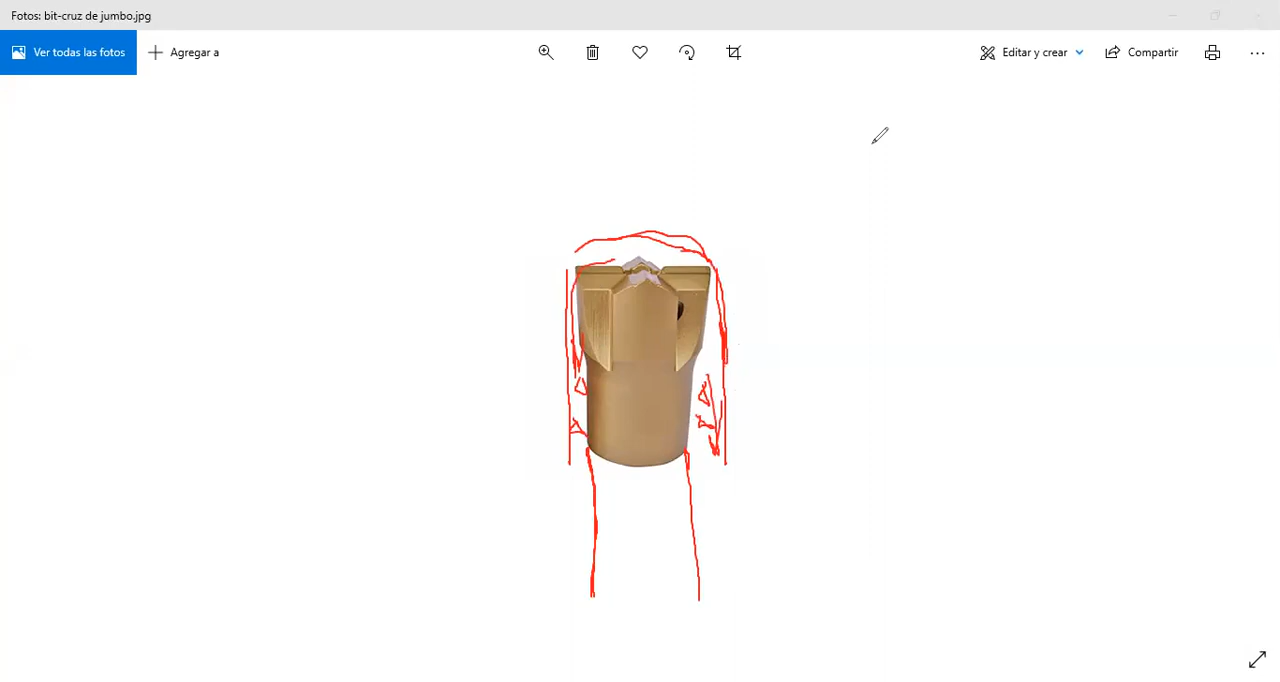 Fotos: bit-cruz de jumbo.jpg
Ver todas las fotos
Agregar a
Editar y crear
Compartir